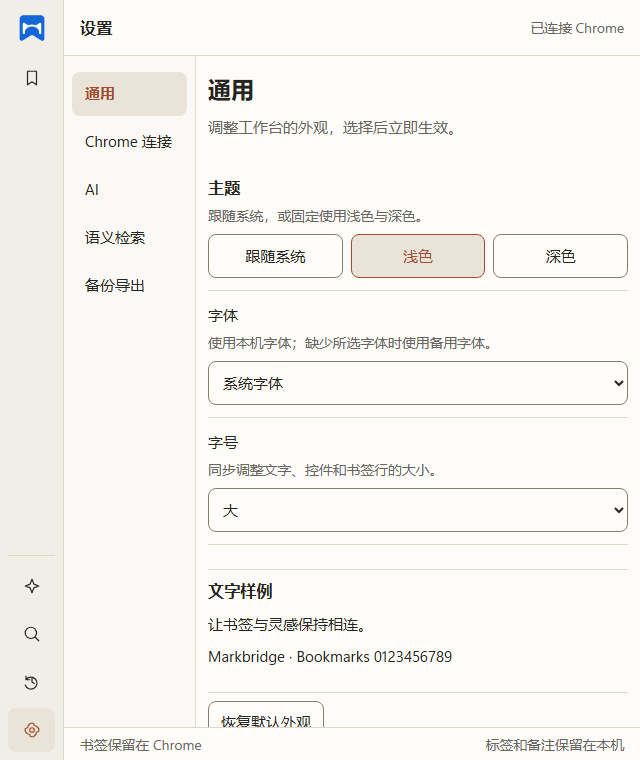 设置
已连接 Chrome
通用
Chrome 连接
AI
语义检索
备份导出
通用
调整工作台的外观，选择后立即生效。
主题
跟随系统，或固定使用浅色与深色。
跟随系统
浅色
深色
字体
使用本机字体；缺少所选字体时使用备用字体。
系统字体
字号
同步调整文字、控件和书签行的大小。
大
文字样例
让书签与灵感保持相连。
Markbridge · Bookmarks 0123456789
恢复默认外观
书签保留在 Chrome
标签和备注保留在本机